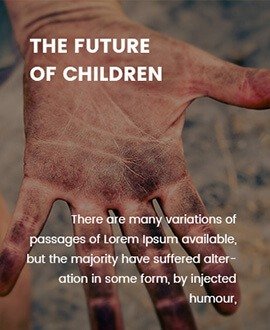 THE FUTURE
OF CHILDREN
There are many variations of
passages of Lorem Ipsum available,
but the majority have suffered alter-
ation in some form, by injected
humour,